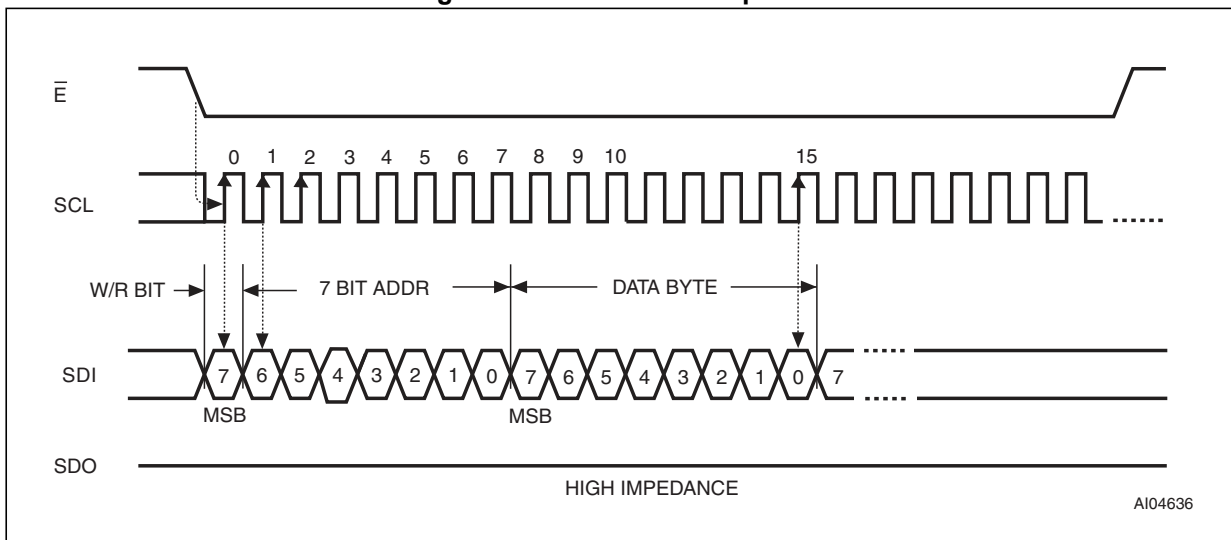 E̅
0 1 2 3 4 5 6 7 8 9 10 15
SCL
W/R BIT 7 BIT ADDR DATA BYTE
SDI 7 6 5 4 3 2 1 0 7 6 5 4 3 2 1 0 7
MSB MSB
SDO
HIGH IMPEDANCE
AI04636